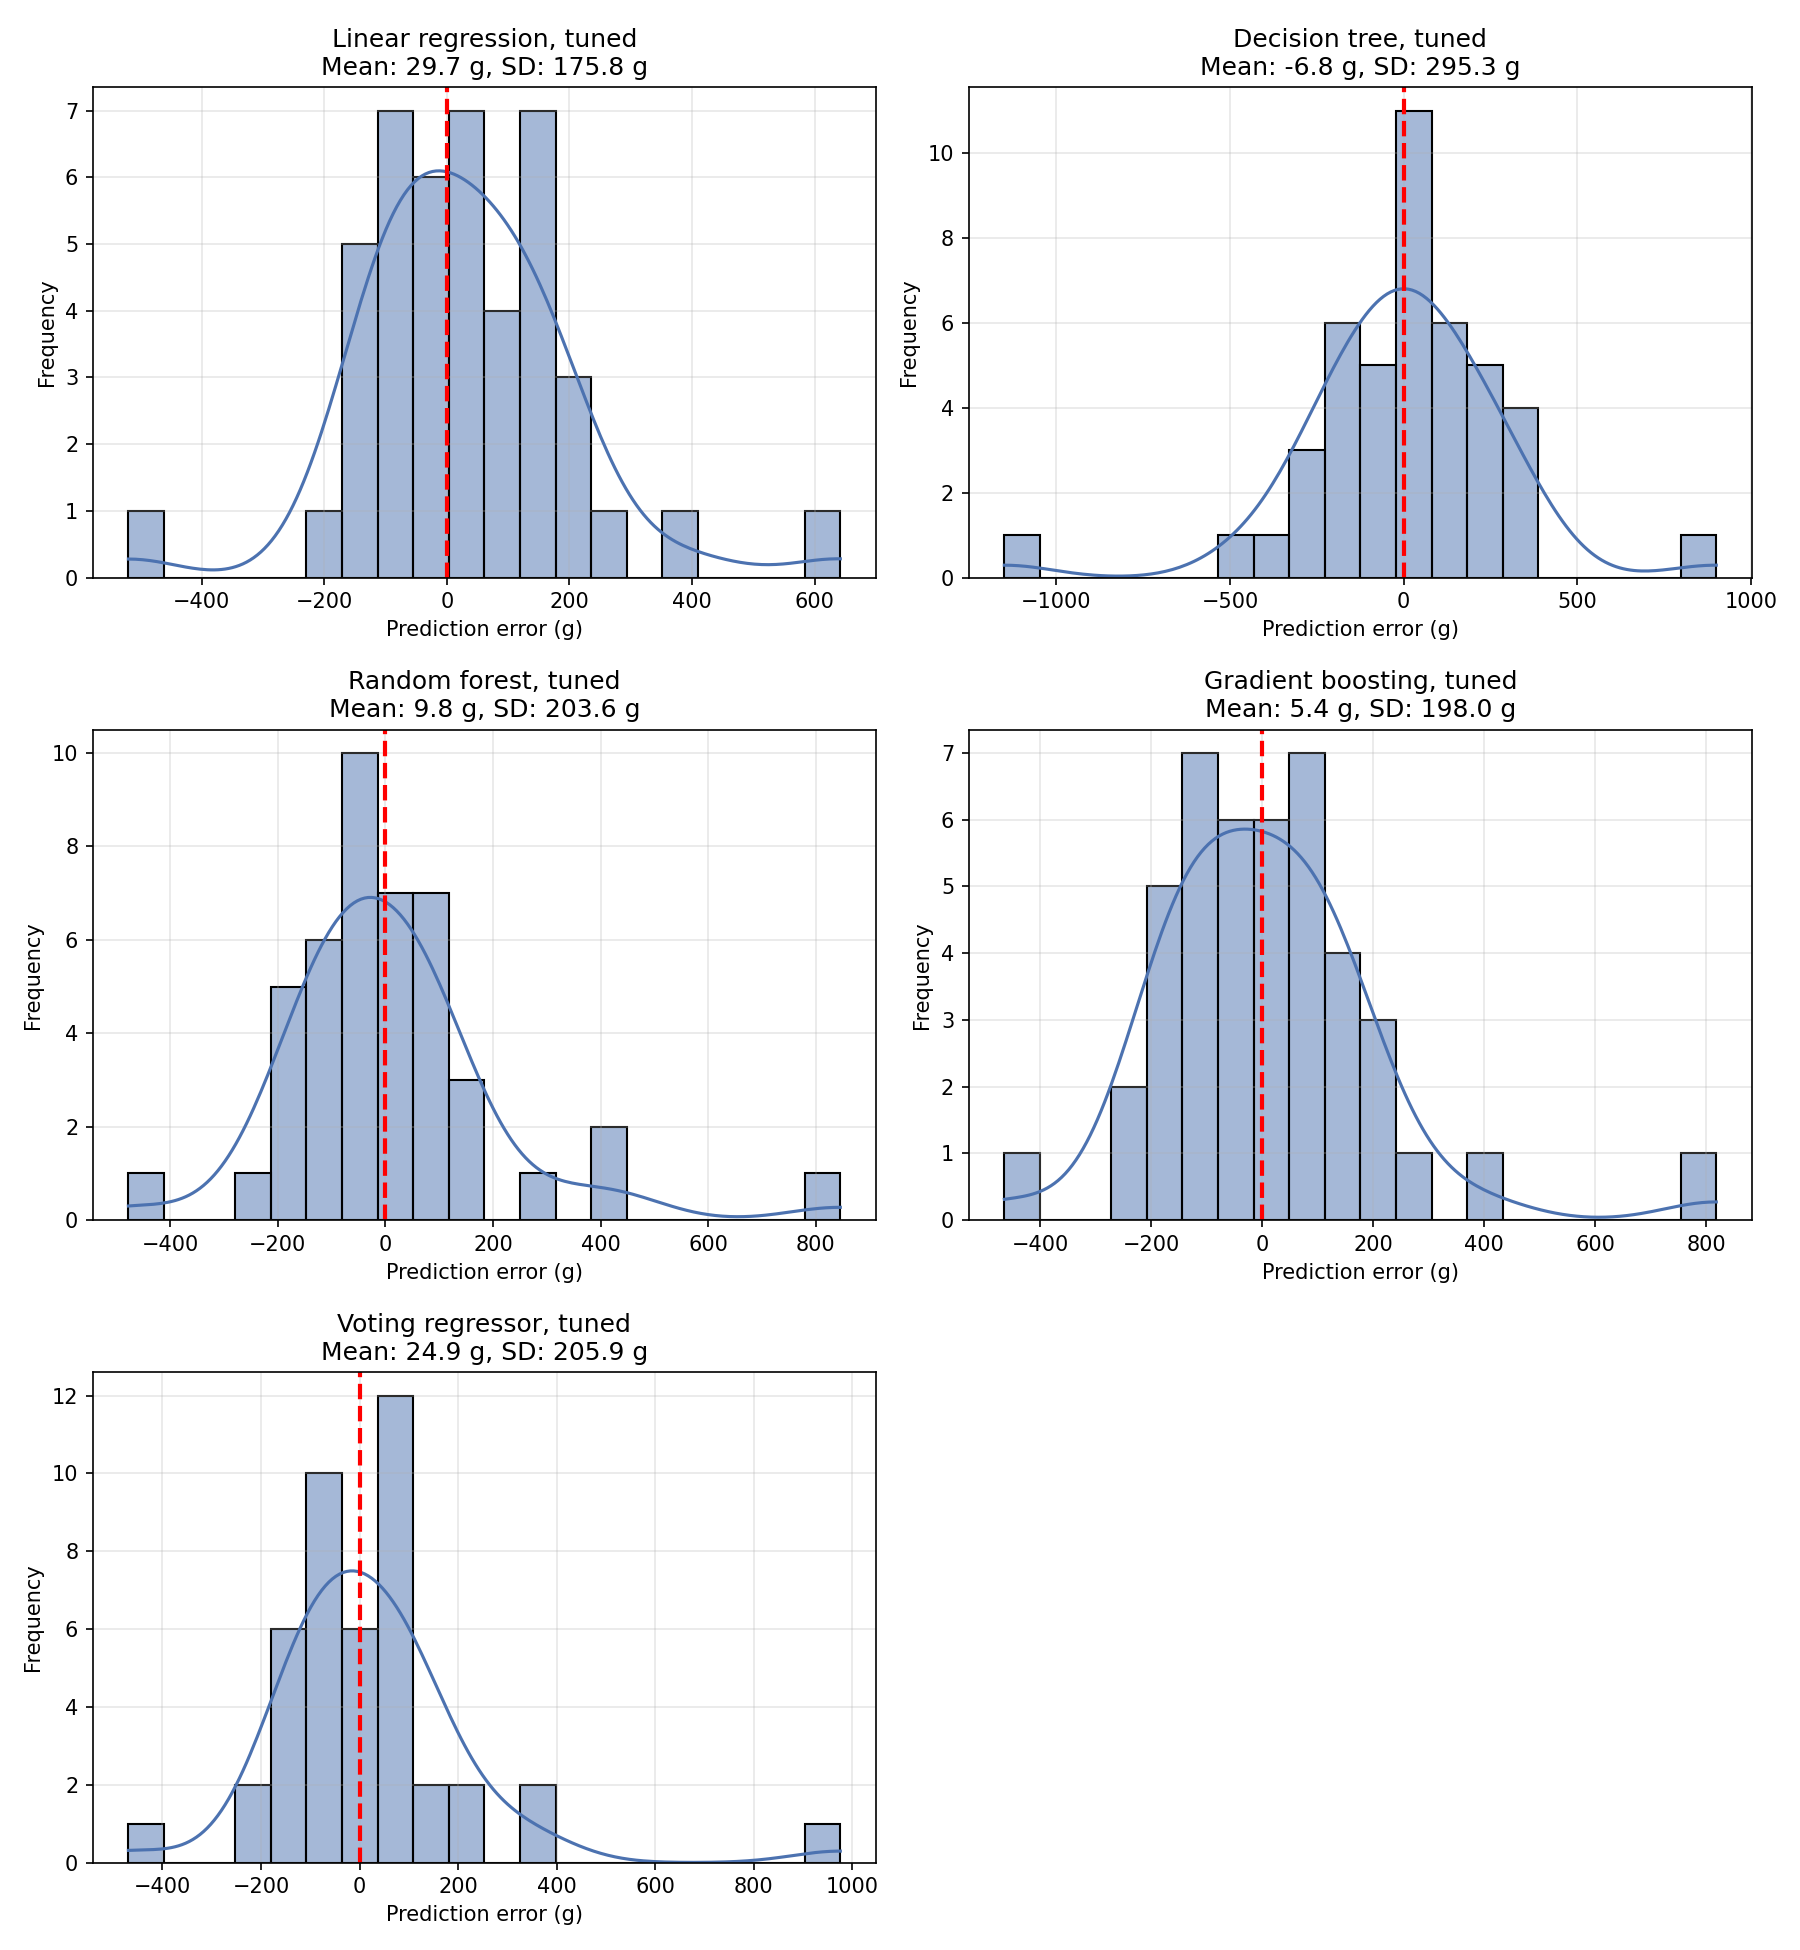 Linear regression, tuned
Mean: 29.7 g, SD: 175.8 g
Frequency
7
6
5
4
3
2
1
0
−400 −200 0 200 400 600
Prediction error (g)
Decision tree, tuned
Mean: -6.8 g, SD: 295.3 g
Frequency
10
8
6
4
2
0
−1000 −500 0 500 1000
Prediction error (g)
Random forest, tuned
Mean: 9.8 g, SD: 203.6 g
Frequency
10
8
6
4
2
0
−400 −200 0 200 400 600 800
Prediction error (g)
Gradient boosting, tuned
Mean: 5.4 g, SD: 198.0 g
Frequency
7
6
5
4
3
2
1
0
−400 −200 0 200 400 600 800
Prediction error (g)
Voting regressor, tuned
Mean: 24.9 g, SD: 205.9 g
Frequency
12
10
8
6
4
2
0
−400 −200 0 200 400 600 800 1000
Prediction error (g)